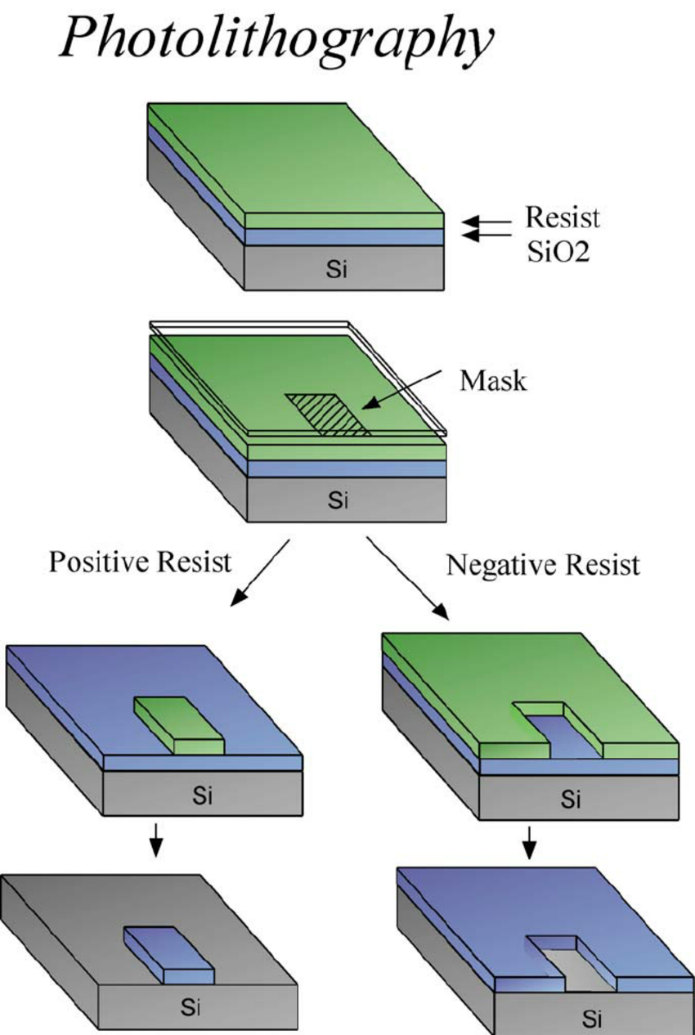 Photolithography
Resist
SiO2
Si
Mask
Si
Positive Resist
Negative Resist
Si
Si
Si
Si